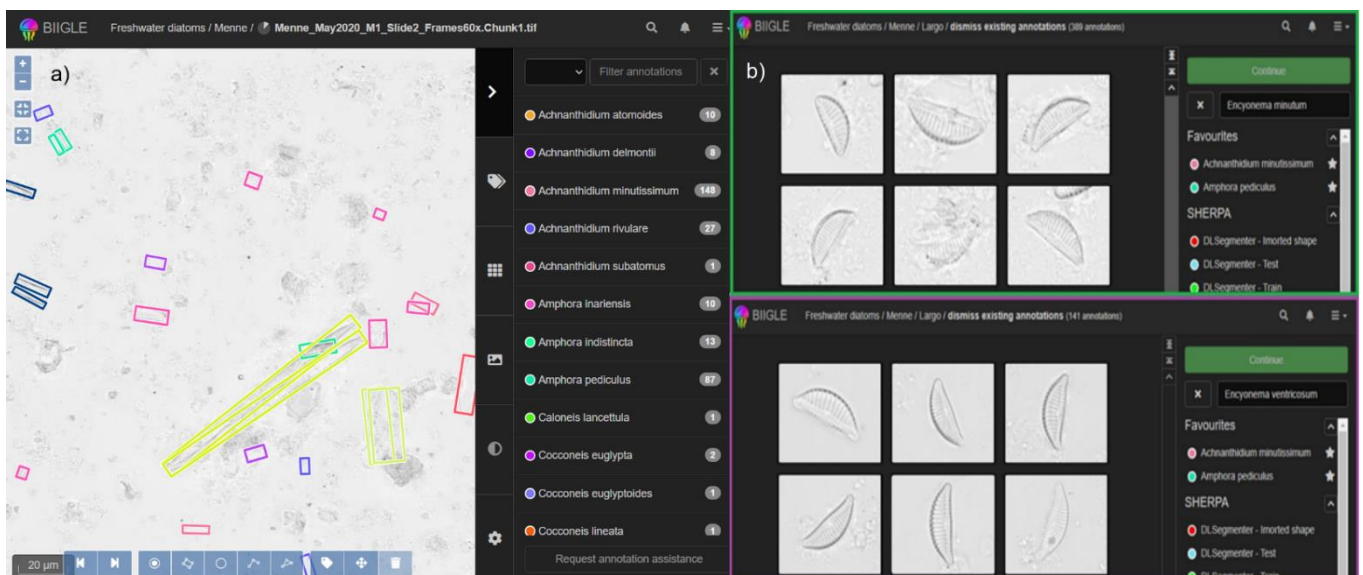 BIIGLE Freshwater diatoms / Menne / Menne_May2020_M1_Slide2_Frames60x.Chunk1.tif
a)
Filter annotations
Achnanthidium atomoides 10
Achnanthidium delmontii 8
Achnanthidium minutissimum 148
Achnanthidium rivulare 27
Achnanthidium subatomus 1
Amphora inariensis 10
Amphora indistincta 13
Amphora pediculus 87
Caloneis lancettula 1
Cocconeis euglypta 2
Cocconeis euglyptoides 1
Cocconeis lineata 1
Request annotation assistance
20 μm
BIIGLE Freshwater diatoms / Menne / Largo / dismiss existing annotations (389 annotations)
b)
Continue
x Encyonema minutum
Favourites
Achnanthidium minutissimum
Amphora pediculus
SHERPA
DLSegmenter - Imorted shape
DLSegmenter - Test
DLSegmenter - Train
BIIGLE Freshwater diatoms / Menne / Largo / dismiss existing annotations (141 annotations)
Continue
x Encyonema ventricosum
Favourites
Achnanthidium minutissimum
Amphora pediculus
SHERPA
DLSegmenter - Imorted shape
DLSegmenter - Test
DLSegmenter - Train